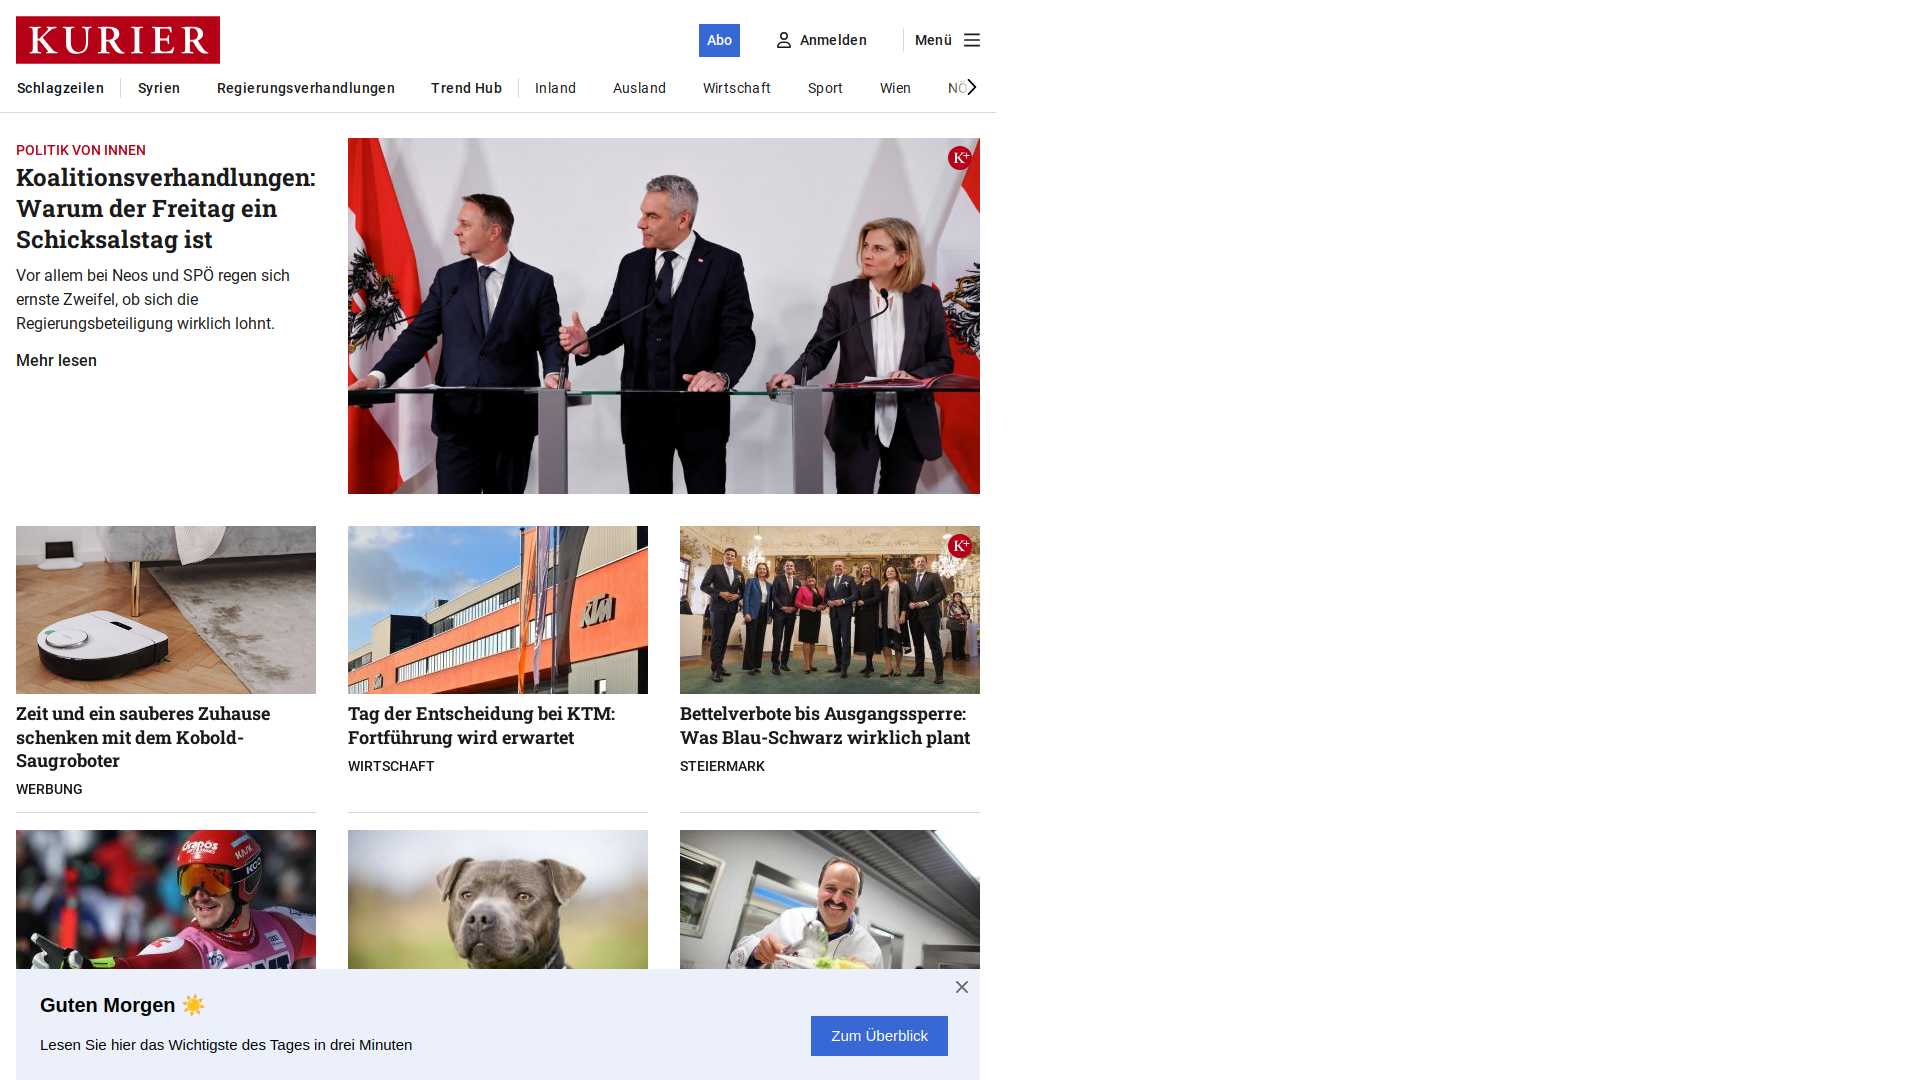 KURIER
Abo
Anmelden
Menü
Schlagzeilen
Syrien
Regierungsverhandlungen
Trend Hub
Inland
Ausland
Wirtschaft
Sport
Wien
NÖ
POLITIK VON INNEN
Koalitionsverhandlungen:
Warum der Freitag ein
Schicksalstag ist
Vor allem bei Neos und SPÖ regen sich
ernste Zweifel, ob sich die
Regierungsbeteiligung wirklich lohnt.
Mehr lesen
K+
KTM
K+
Zeit und ein sauberes Zuhause
schenken mit dem Kobold-
Saugroboter
WERBUNG
Tag der Entscheidung bei KTM:
Fortführung wird erwartet
WIRTSCHAFT
Bettelverbote bis Ausgangssperre:
Was Blau-Schwarz wirklich plant
STEIERMARK
Guten Morgen ☀️
Lesen Sie hier das Wichtigste des Tages in drei Minuten
Zum Überblick